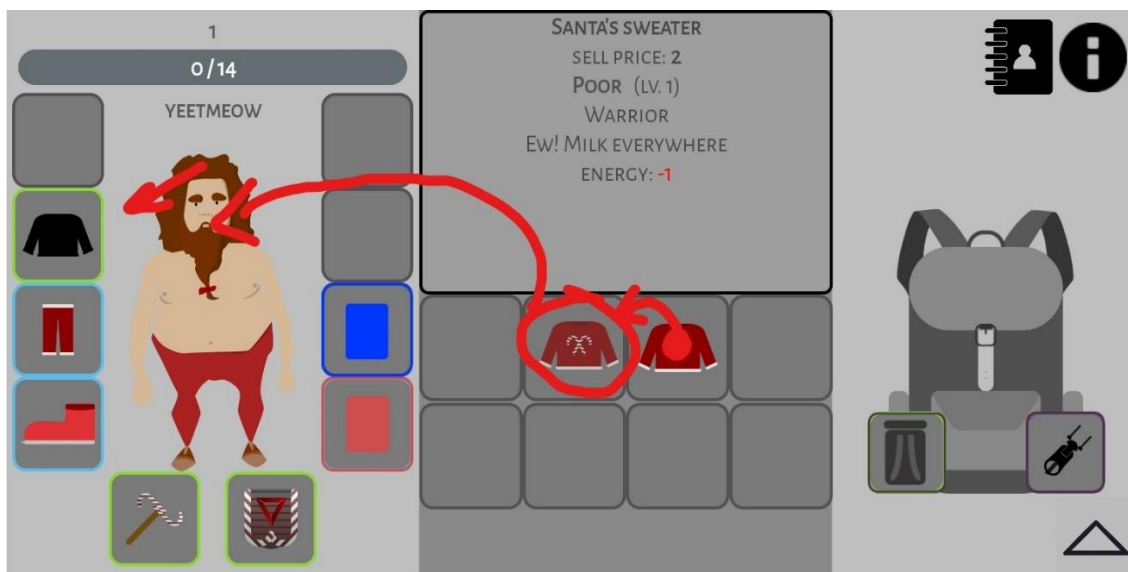 1
0/14
YEETMEOW
SANTA'S SWEATER
SELL PRICE: 2
POOR (LV. 1)
WARRIOR
EW! MILK EVERYWHERE
ENERGY: -1